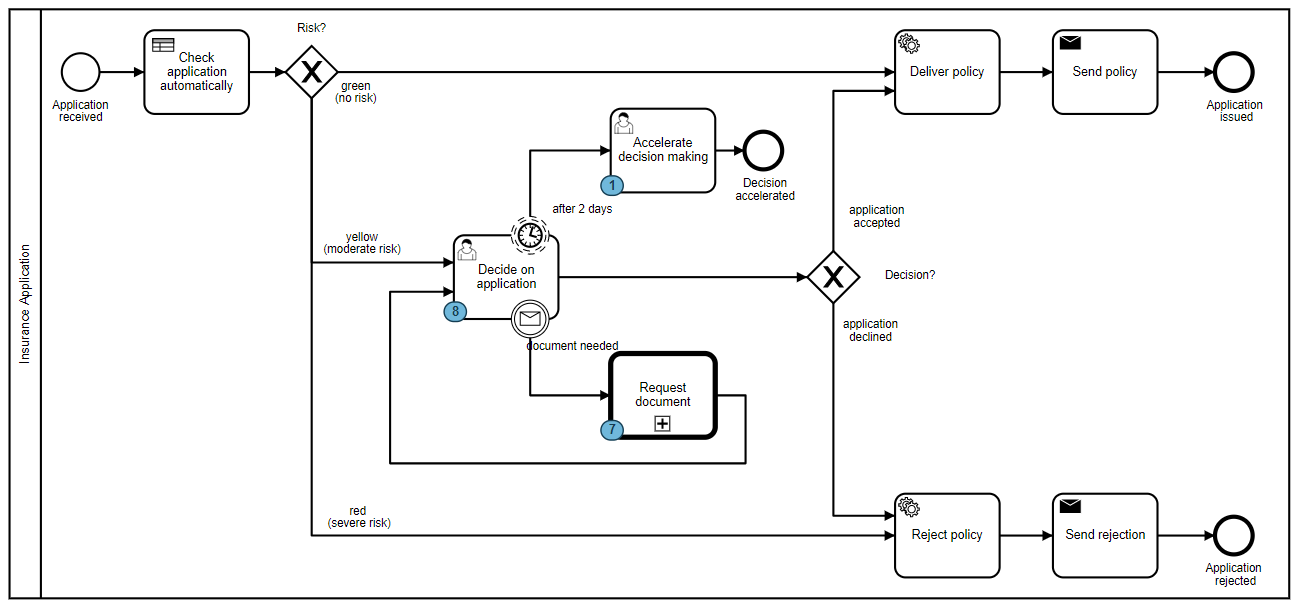 Insurance Application
Application
received
Check
application
automatically
Risk?
green
(no risk)
yellow
(moderate risk)
red
(severe risk)
Decide on
application
8
after 2 days
Accelerate
decision making
1
Decision
accelerated
document needed
Request
document
7
Decision?
application
accepted
application
declined
Deliver policy
Send policy
Application
issued
Reject policy
Send rejection
Application
rejected